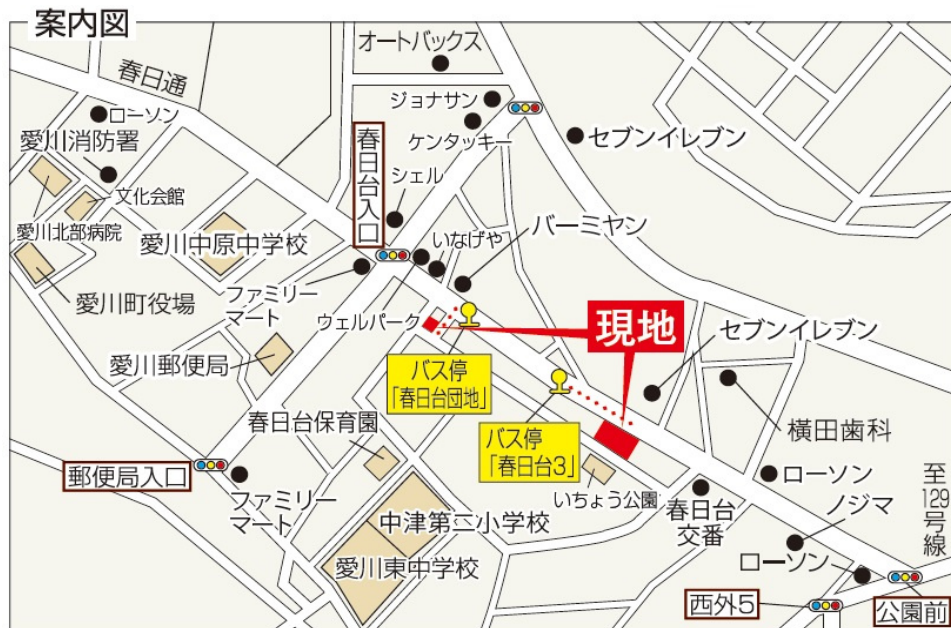 案内図
オートバックス
春日通
ローソン
ジョナサン
ケンタッキー
セブンイレブン
愛川消防署
春日台入口
シェル
文化会館
愛川北部病院
愛川中原中学校
いなげや
バーミヤン
愛川町役場
ファミリー
マート
ウェルパーク
現地
セブンイレブン
愛川郵便局
バス停
「春日台団地」
春日台保育園
バス停
「春日台3」
横田歯科
郵便局入口
ファミリー
マート
いちょう公園
春日台
交番
ローソン
ノジマ
至129号線
中津第二小学校
愛川東中学校
ローソン
西外5
公園前